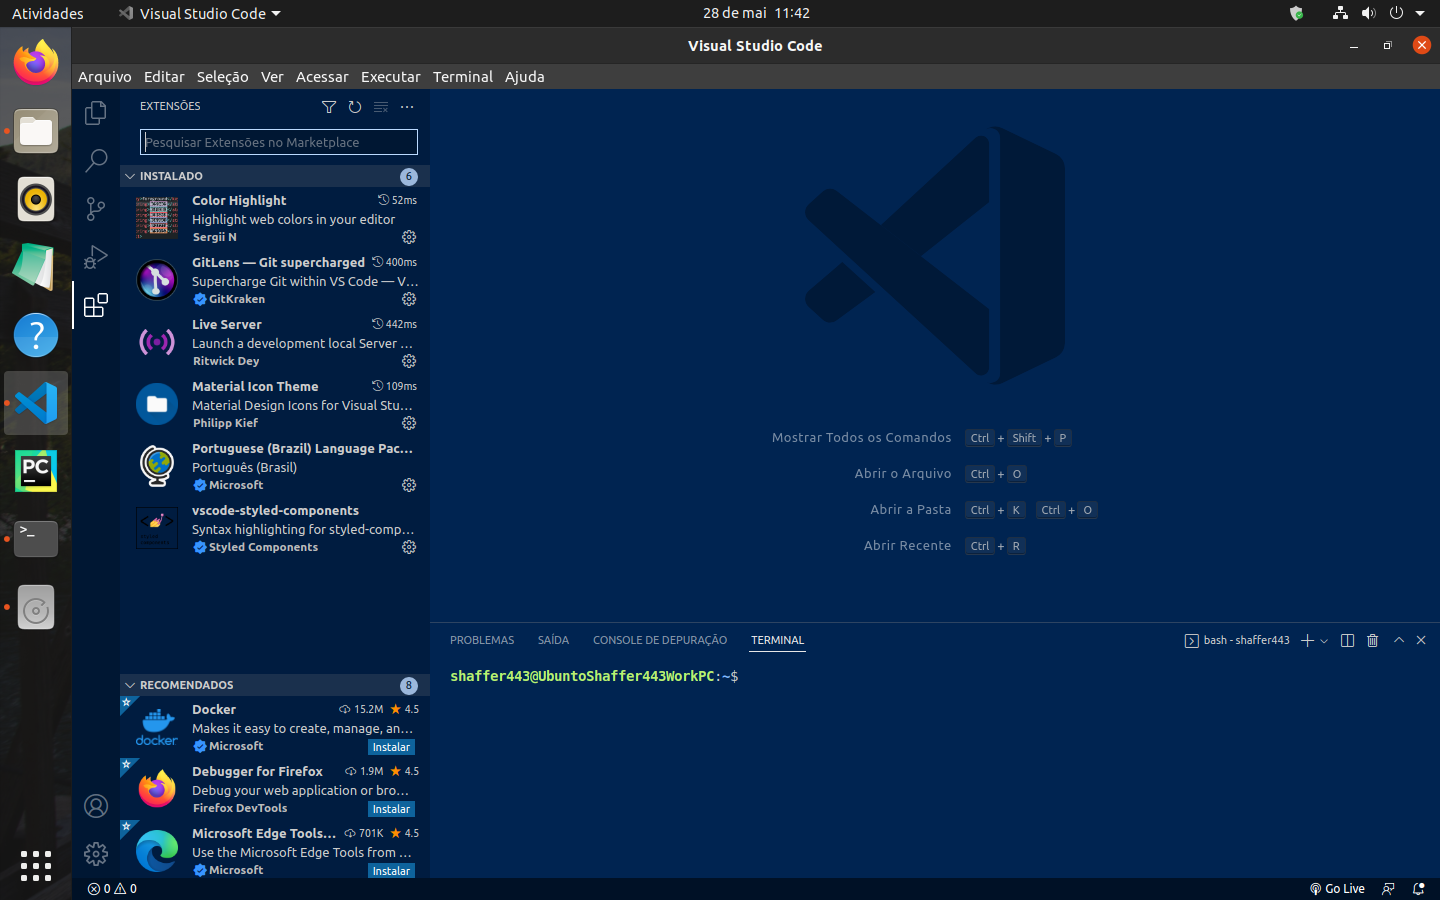 Atividades
Visual Studio Code
28 de mai 11:42
Visual Studio Code
Arquivo Editar Seleção Ver Acessar Executar Terminal Ajuda
EXTENSÕES
Pesquisar Extensões no Marketplace
INSTALADO 6
Color Highlight 52ms
Highlight web colors in your editor
Sergii N
GitLens — Git supercharged 400ms
Supercharge Git within VS Code — V…
GitKraken
Live Server 442ms
Launch a development local Server …
Ritwick Dey
Material Icon Theme 109ms
Material Design Icons for Visual Stu…
Philipp Kief
Portuguese (Brazil) Language Pac…
Português (Brasil)
Microsoft
vscode-styled-components
Syntax highlighting for styled-comp…
Styled Components
RECOMENDADOS 8
Docker 15.2M 4.5
Makes it easy to create, manage, an…
docker
Microsoft Instalar
Debugger for Firefox 1.9M 4.5
Debug your web application or bro…
Firefox DevTools Instalar
Microsoft Edge Tools… 701K 4.5
Use the Microsoft Edge Tools from …
Microsoft Instalar
Mostrar Todos os Comandos Ctrl + Shift + P
Abrir o Arquivo Ctrl + O
Abrir a Pasta Ctrl + K Ctrl + O
Abrir Recente Ctrl + R
PROBLEMAS SAÍDA CONSOLE DE DEPURAÇÃO TERMINAL
bash - shaffer443
shaffer443@UbuntoShaffer443WorkPC:~$
PC
>_
?
0 0
Go Live